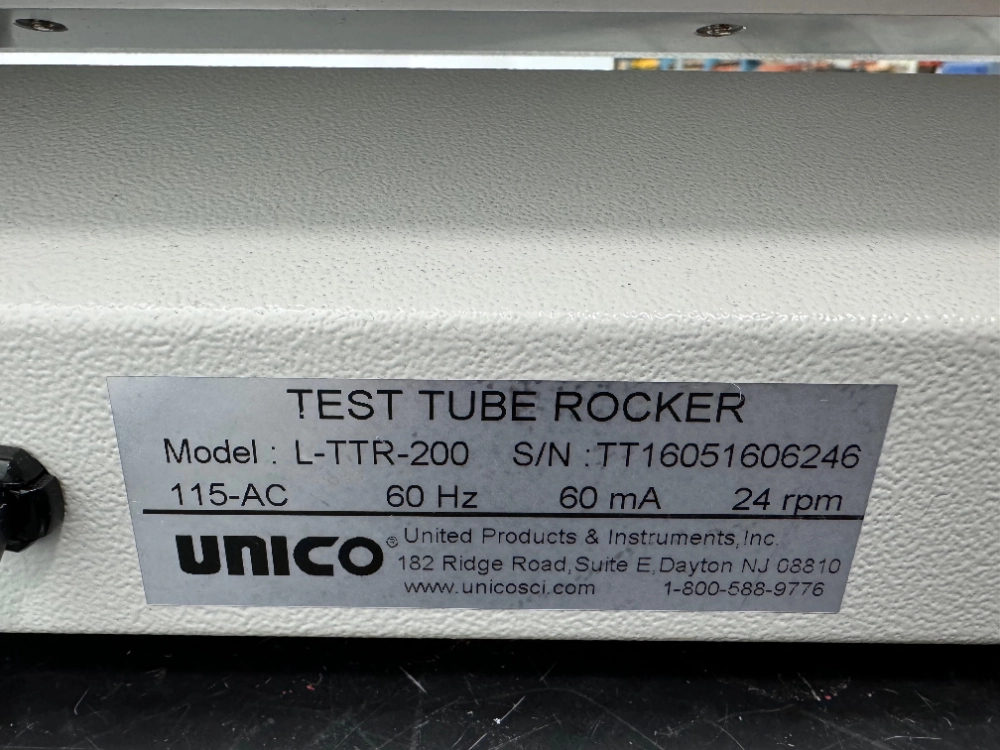 TEST TUBE ROCKER
Model : L-TTR-200 S/N :TT16051606246
115-AC 60 Hz 60 mA 24 rpm
UNICO® United Products & Instruments,Inc.
182 Ridge Road,Suite E,Dayton NJ 08810
www.unicosci.com 1-800-588-9776